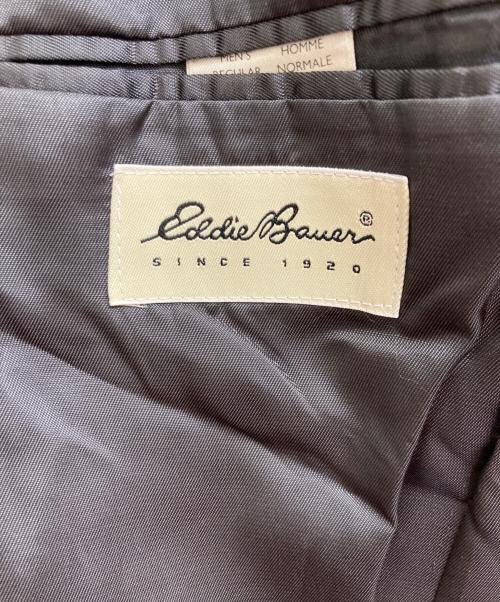 MEN'S HOMME
REGULAR NORMALE
Eddie Bauer®
SINCE 1920